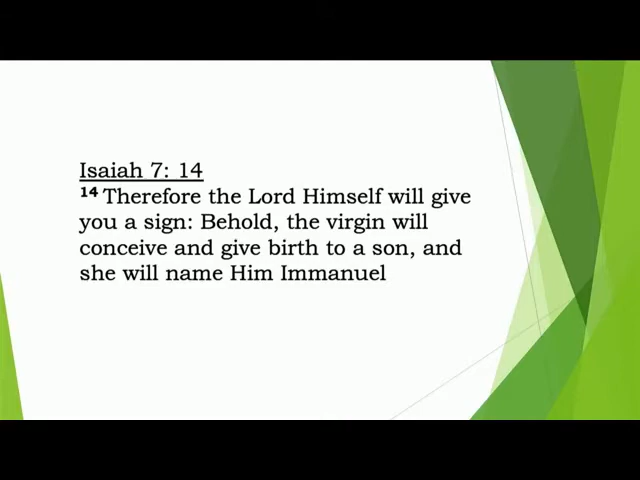 Isaiah 7: 14
14 Therefore the Lord Himself will give
you a sign: Behold, the virgin will
conceive and give birth to a son, and
she will name Him Immanuel